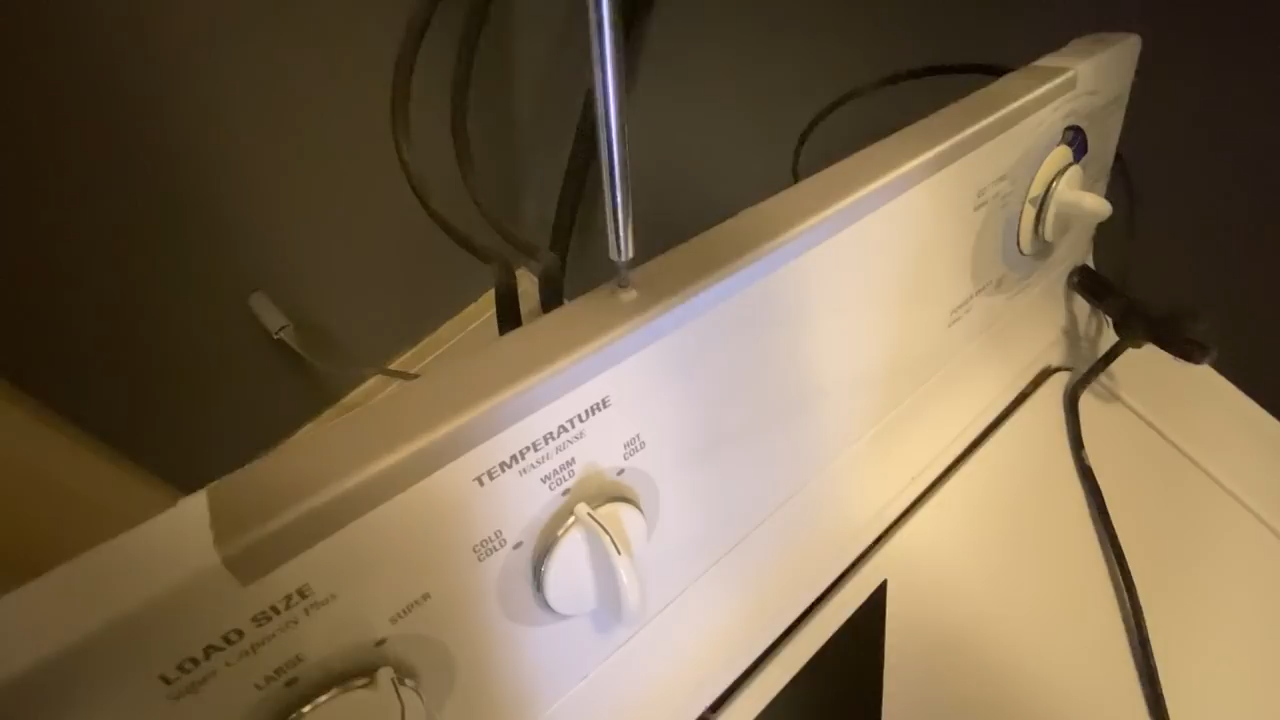 TEMPERATURE
WASH/RINSE
HOT
COLD
WARM
COLD
COLD
COLD
LOAD SIZE
Super Capacity Plus
SUPER
LARGE